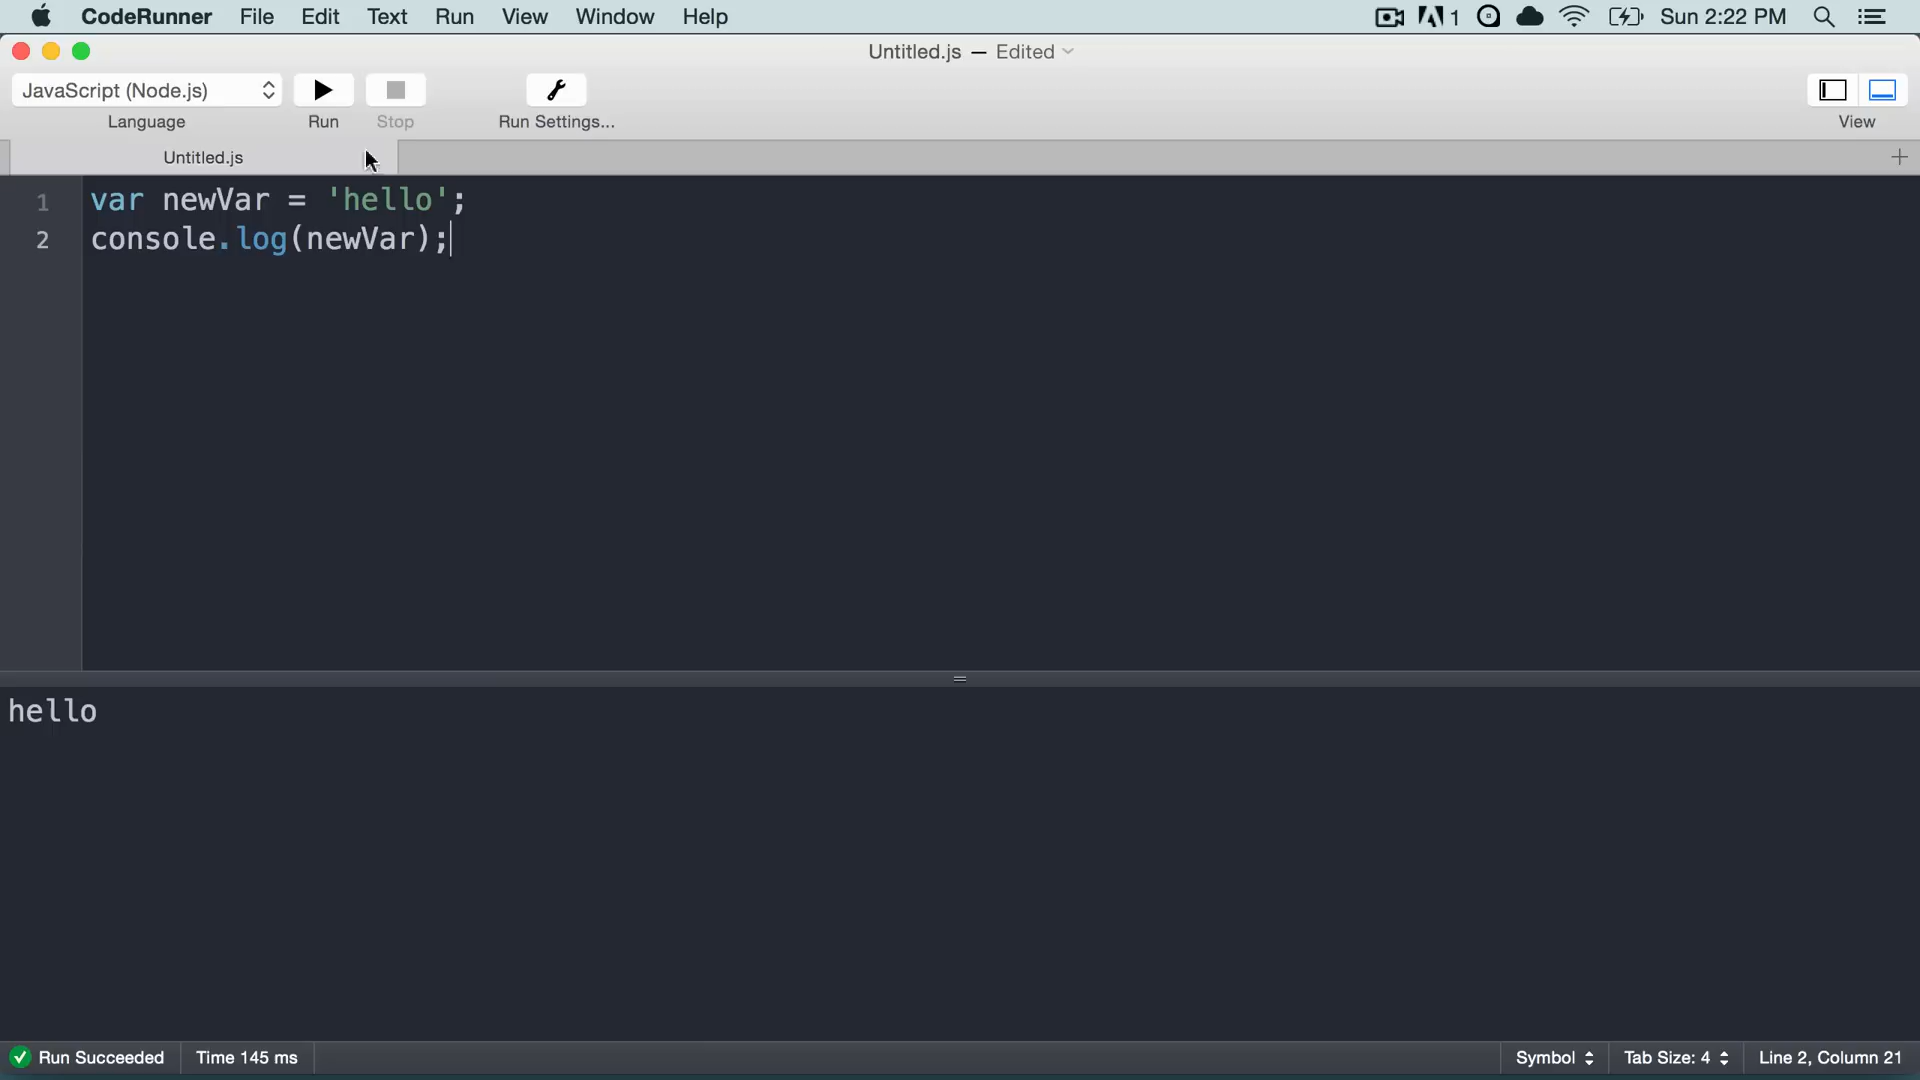 CodeRunner File Edit Text Run View Window Help 1 Sun 2:22 PM
Untitled.js — Edited
JavaScript (Node.js)
Language Run Stop Run Settings... View
Untitled.js
1 var newVar = 'hello';
2 console.log(newVar);
hello
Run Succeeded Time 145 ms Symbol Tab Size: 4 Line 2, Column 21